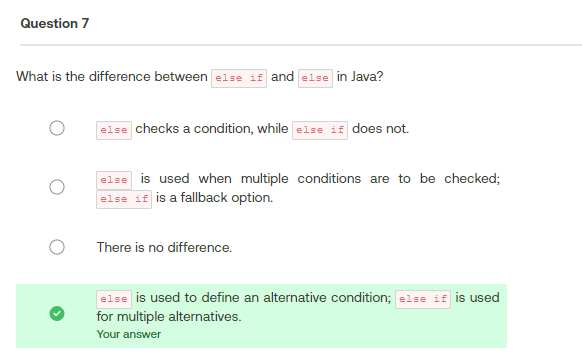 Question 7
What is the difference between else if and else in Java?
else checks a condition, while else if does not.
else is used when multiple conditions are to be checked;
else if is a fallback option.
There is no difference.
else is used to define an alternative condition; else if is used
for multiple alternatives.
Your answer